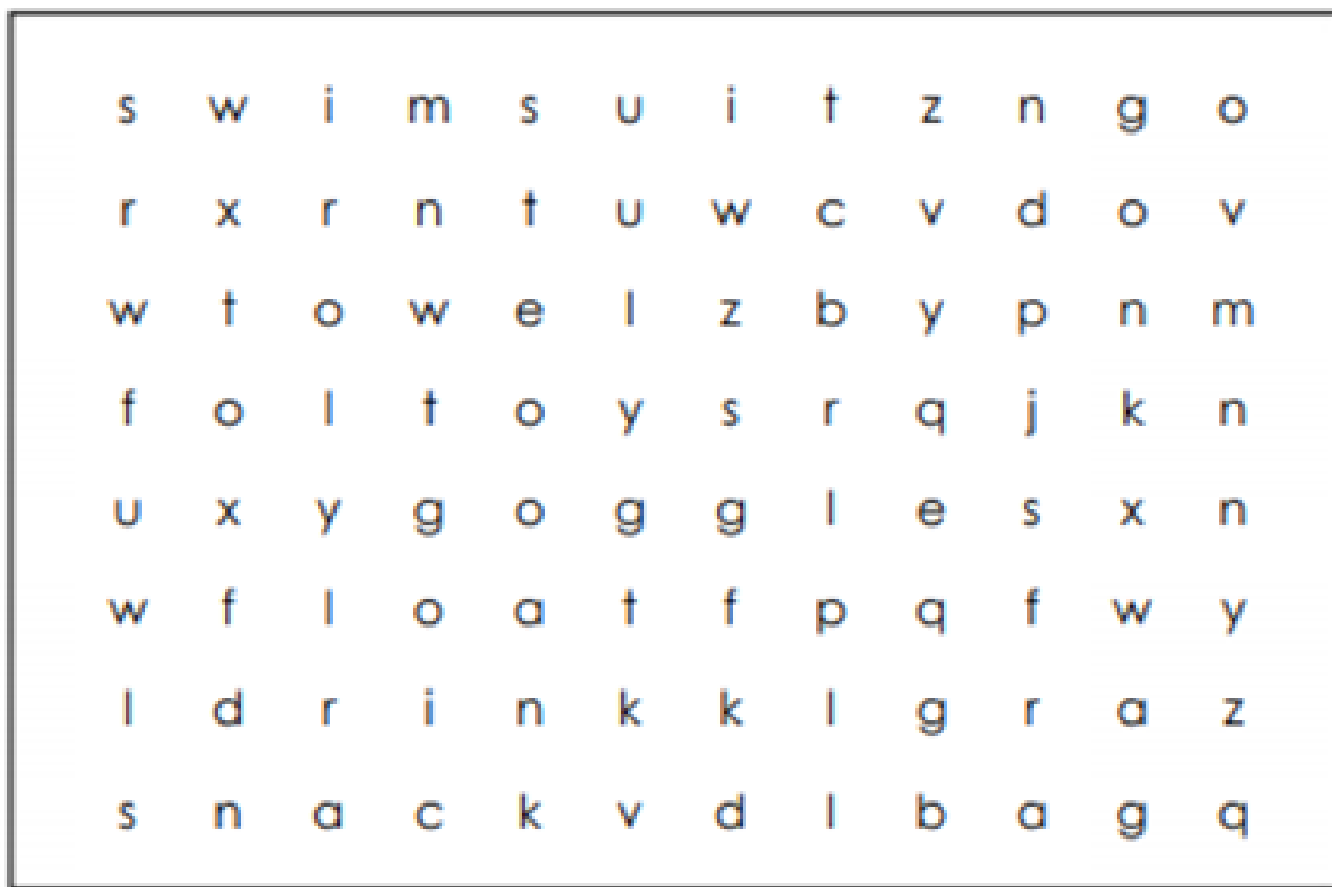 s w i m s u i t z n g o
r x r n t u w c v d o v
w t o w e l z b y p n m
f o l t o y s r q j k n
u x y g o g g l e s x n
w f l o a t f p q f w y
l d r i n k k l g r a z
s n a c k v d l b a g q